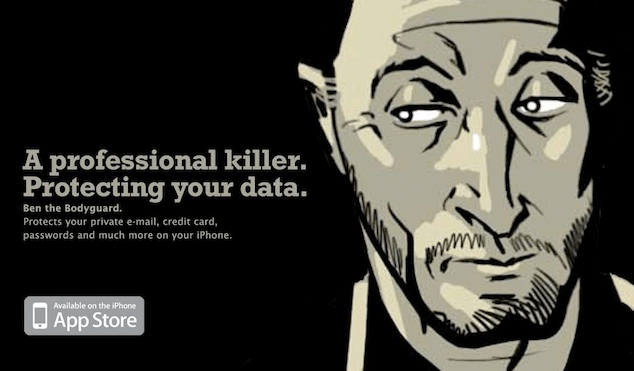 A professional killer.
Protecting your data.
Ben the Bodyguard.
Protects your private e-mail, credit card,
passwords and much more on your iPhone.
Available on the iPhone
App Store